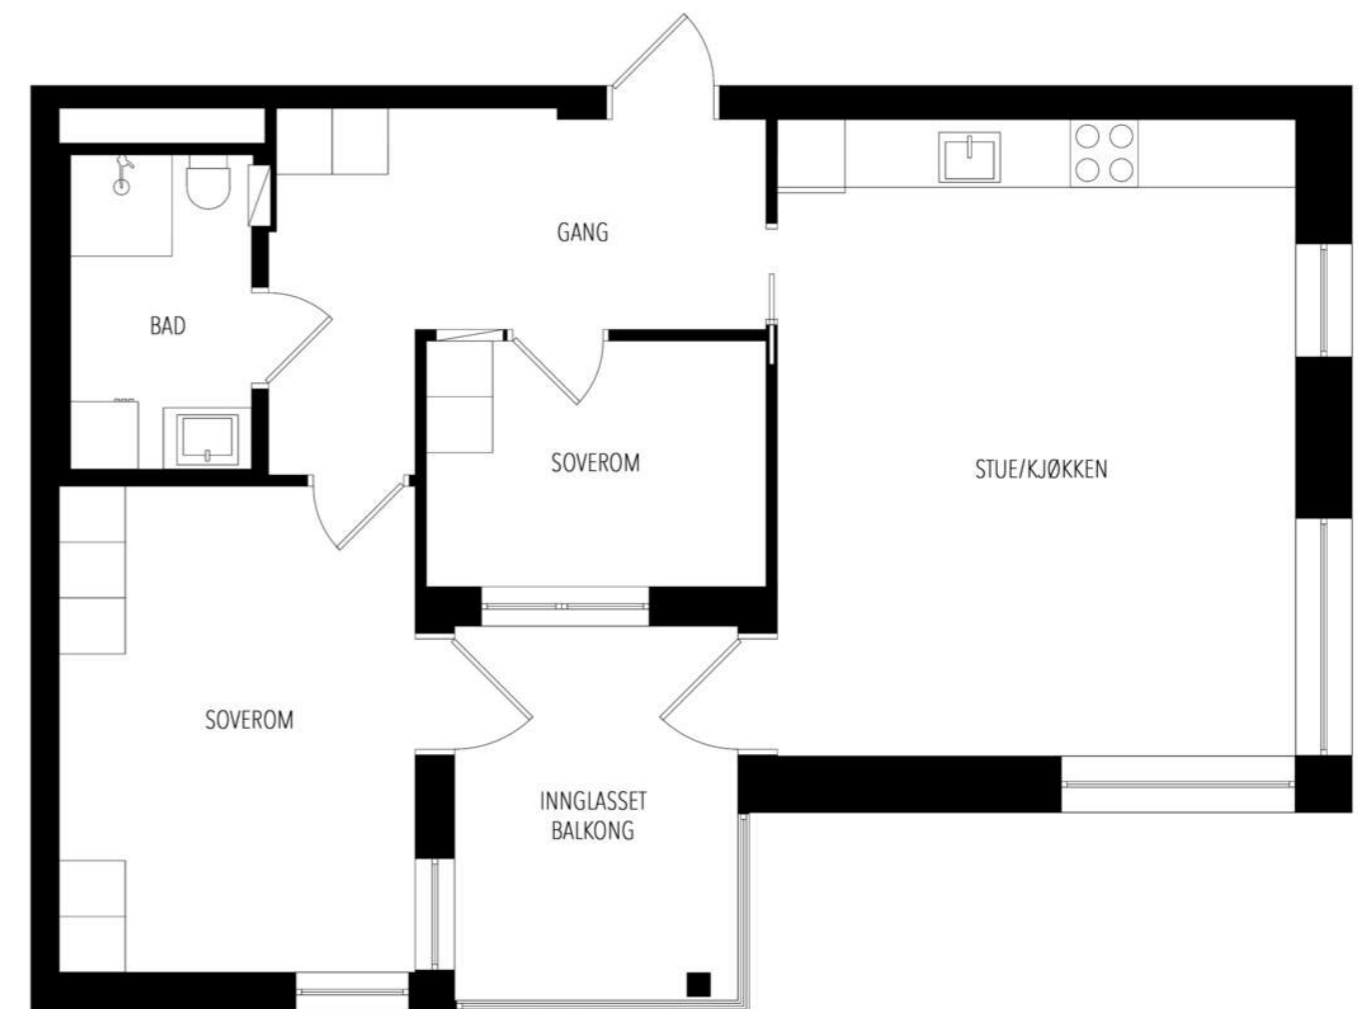 GANG
BAD
SOVEROM
STUE/KJØKKEN
SOVEROM
INNGLASSET
BALKONG